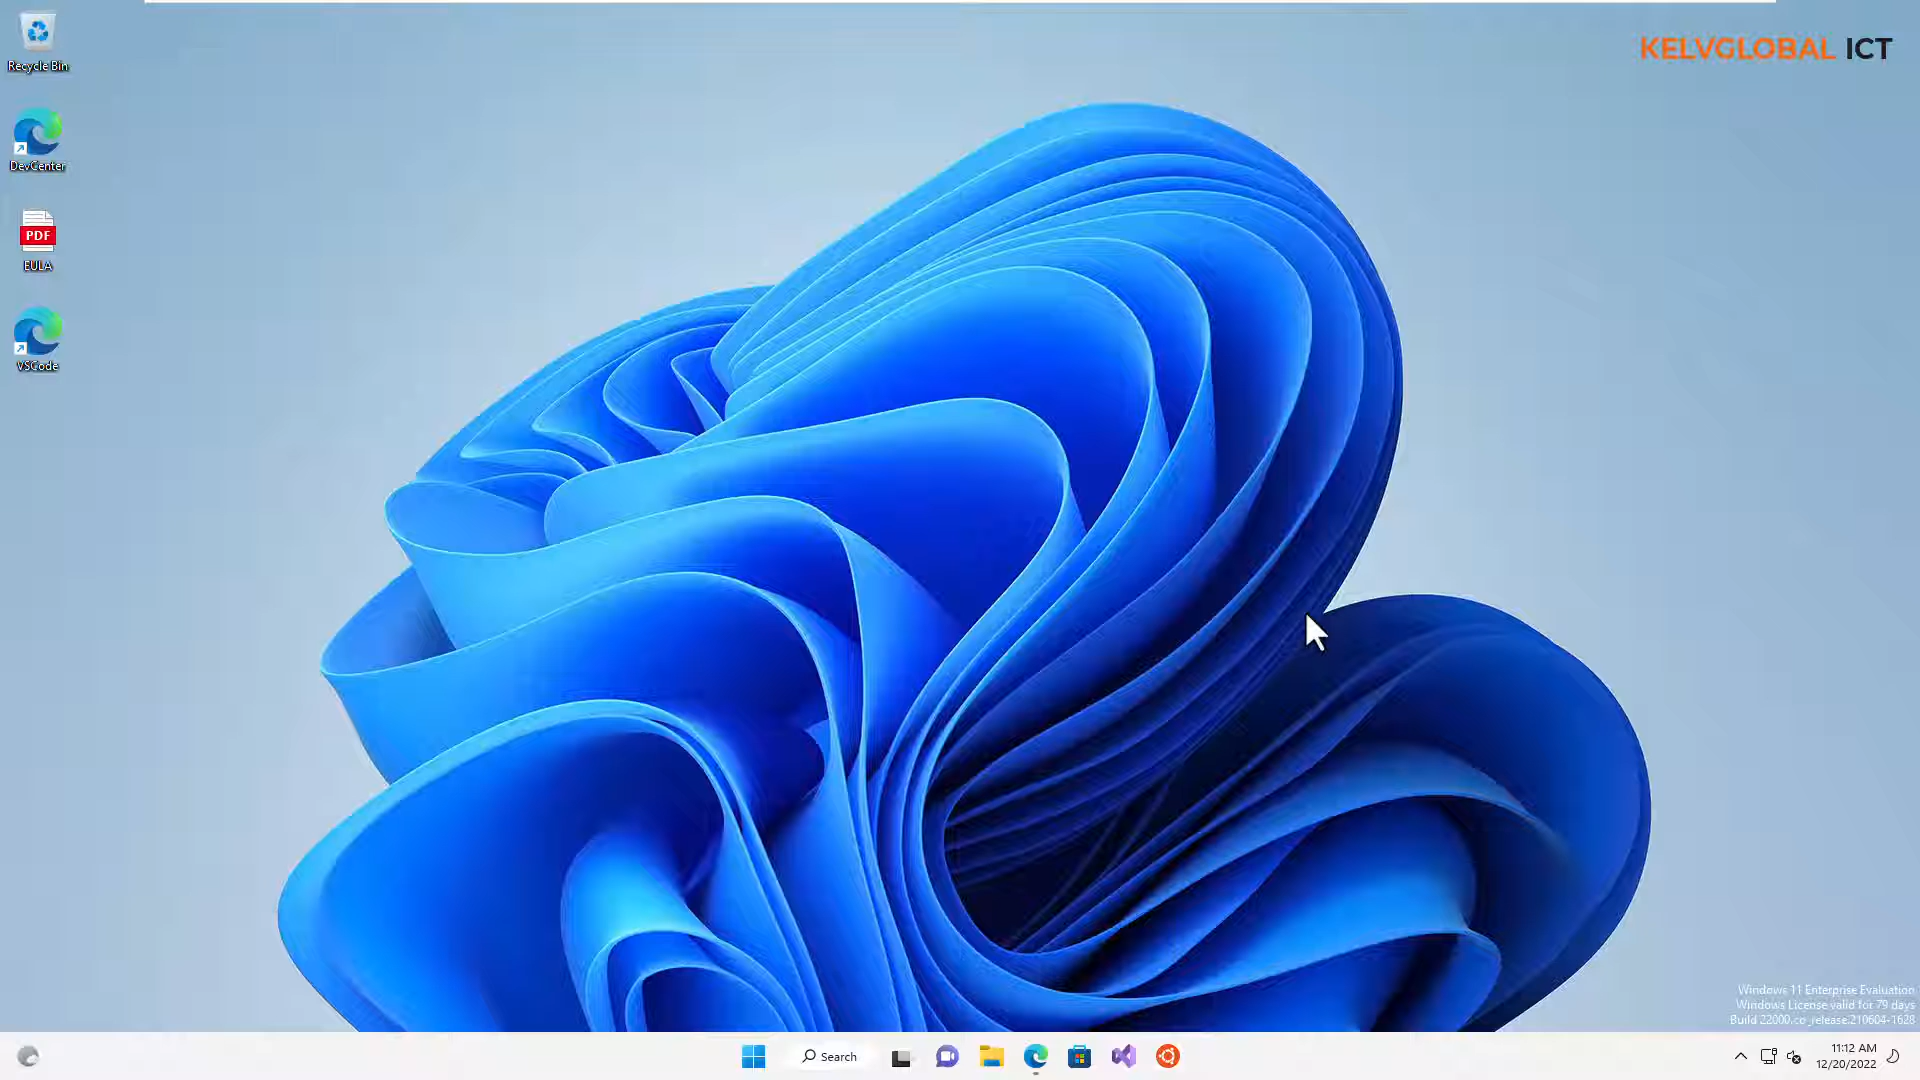 KELVGLOBAL ICT
Recycle Bin
DevCenter
PDF
EULA
VSCode
Windows 11 Enterprise Evaluation
Windows License valid for 79 days
Build 22000.co_release.210604-1628
Search
11:12 AM
12/20/2022